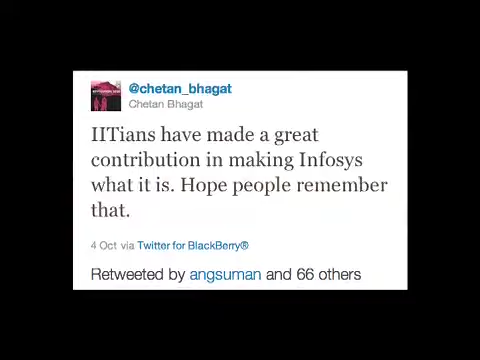 @chetan_bhagat
Chetan Bhagat
IITians have made a great
contribution in making Infosys
what it is. Hope people remember
that.
4 Oct via Twitter for BlackBerry®
Retweeted by angsuman and 66 others